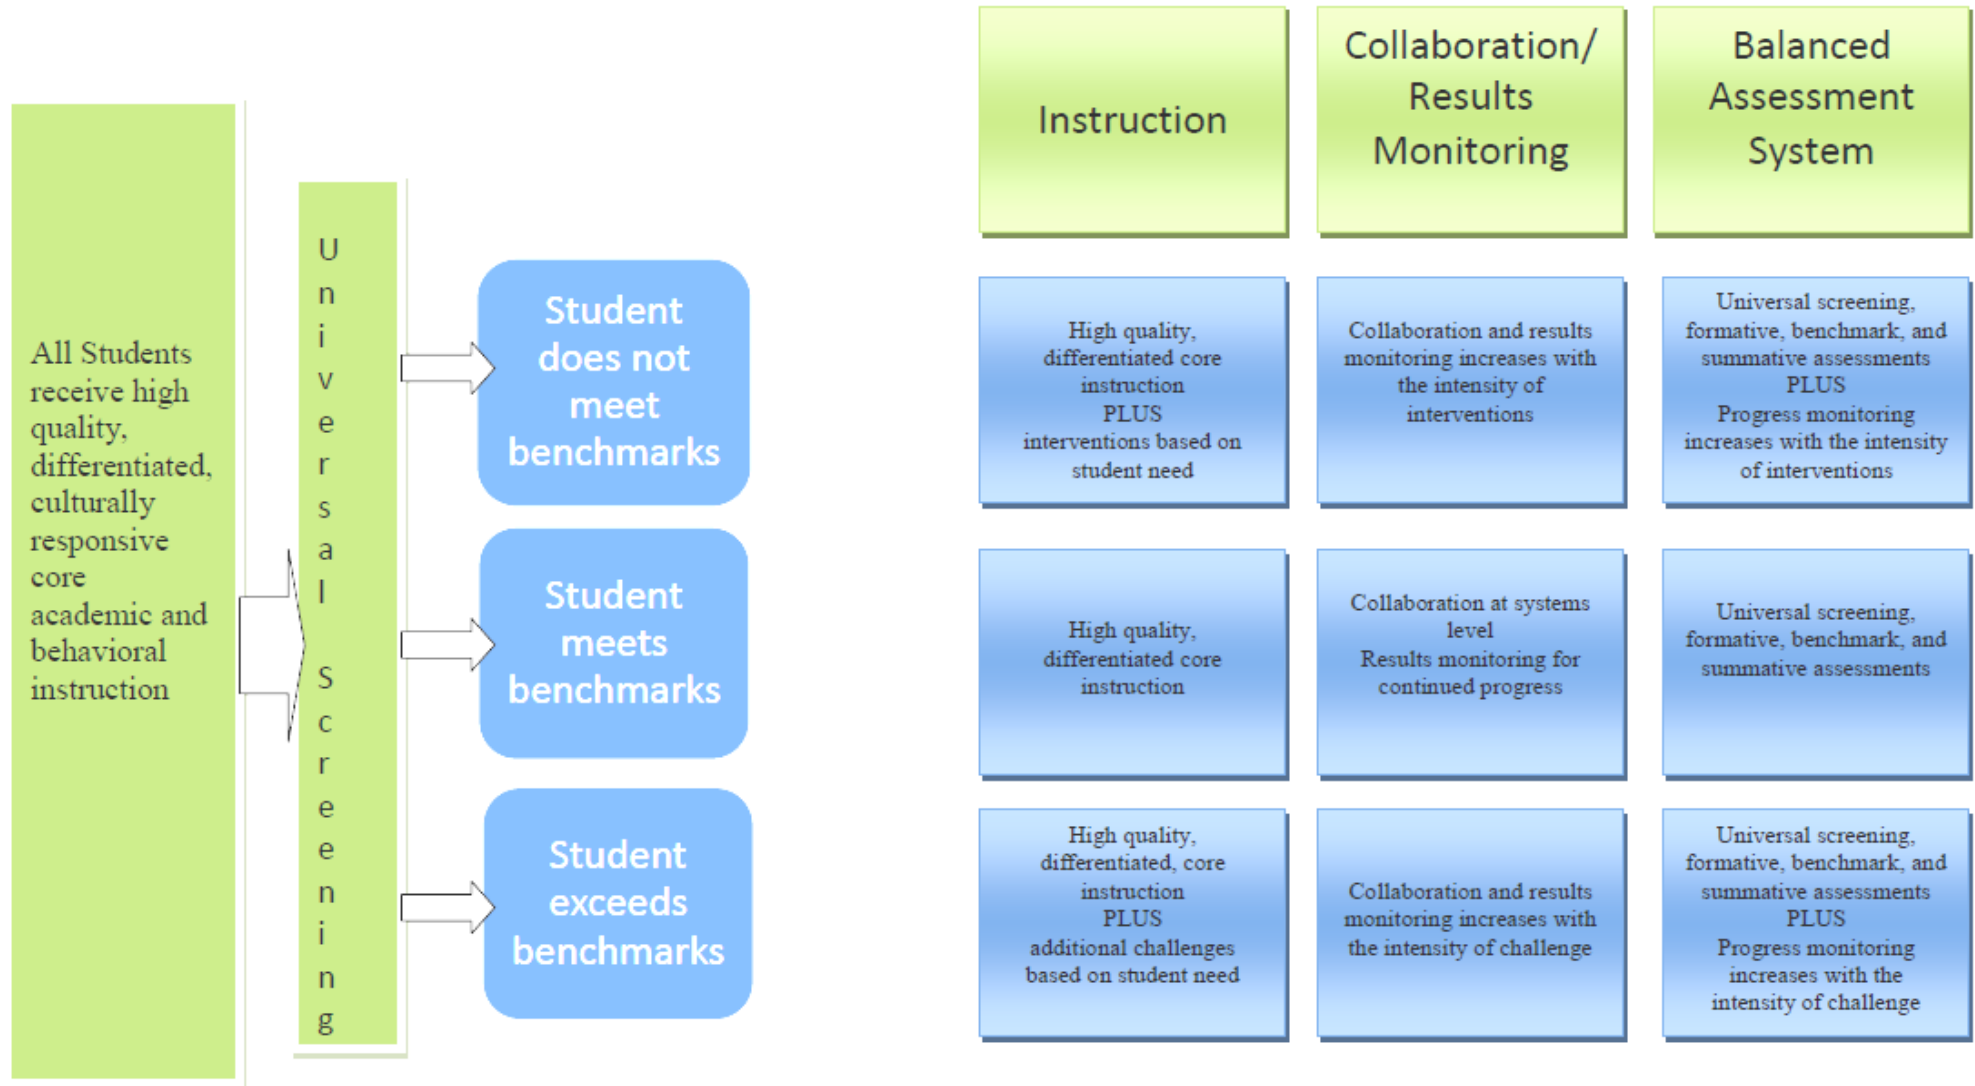 All Students
receive high
quality,
differentiated,
culturally
responsive
core
academic and
behavioral
instruction
Universal Screening
Student
does not
meet
benchmarks
Student
meets
benchmarks
Student
exceeds
benchmarks
Instruction
Collaboration/
Results
Monitoring
Balanced
Assessment
System
High quality,
differentiated core
instruction
PLUS
interventions based on
student need
Collaboration and results
monitoring increases with
the intensity of
interventions
Universal screening,
formative, benchmark, and
summative assessments
PLUS
Progress monitoring
increases with the intensity
of interventions
High quality,
differentiated core
instruction
Collaboration at systems
level
Results monitoring for
continued progress
Universal screening,
formative, benchmark, and
summative assessments
High quality,
differentiated, core
instruction
PLUS
additional challenges
based on student need
Collaboration and results
monitoring increases with
the intensity of challenge
Universal screening,
formative, benchmark, and
summative assessments
PLUS
Progress monitoring
increases with the
intensity of challenge